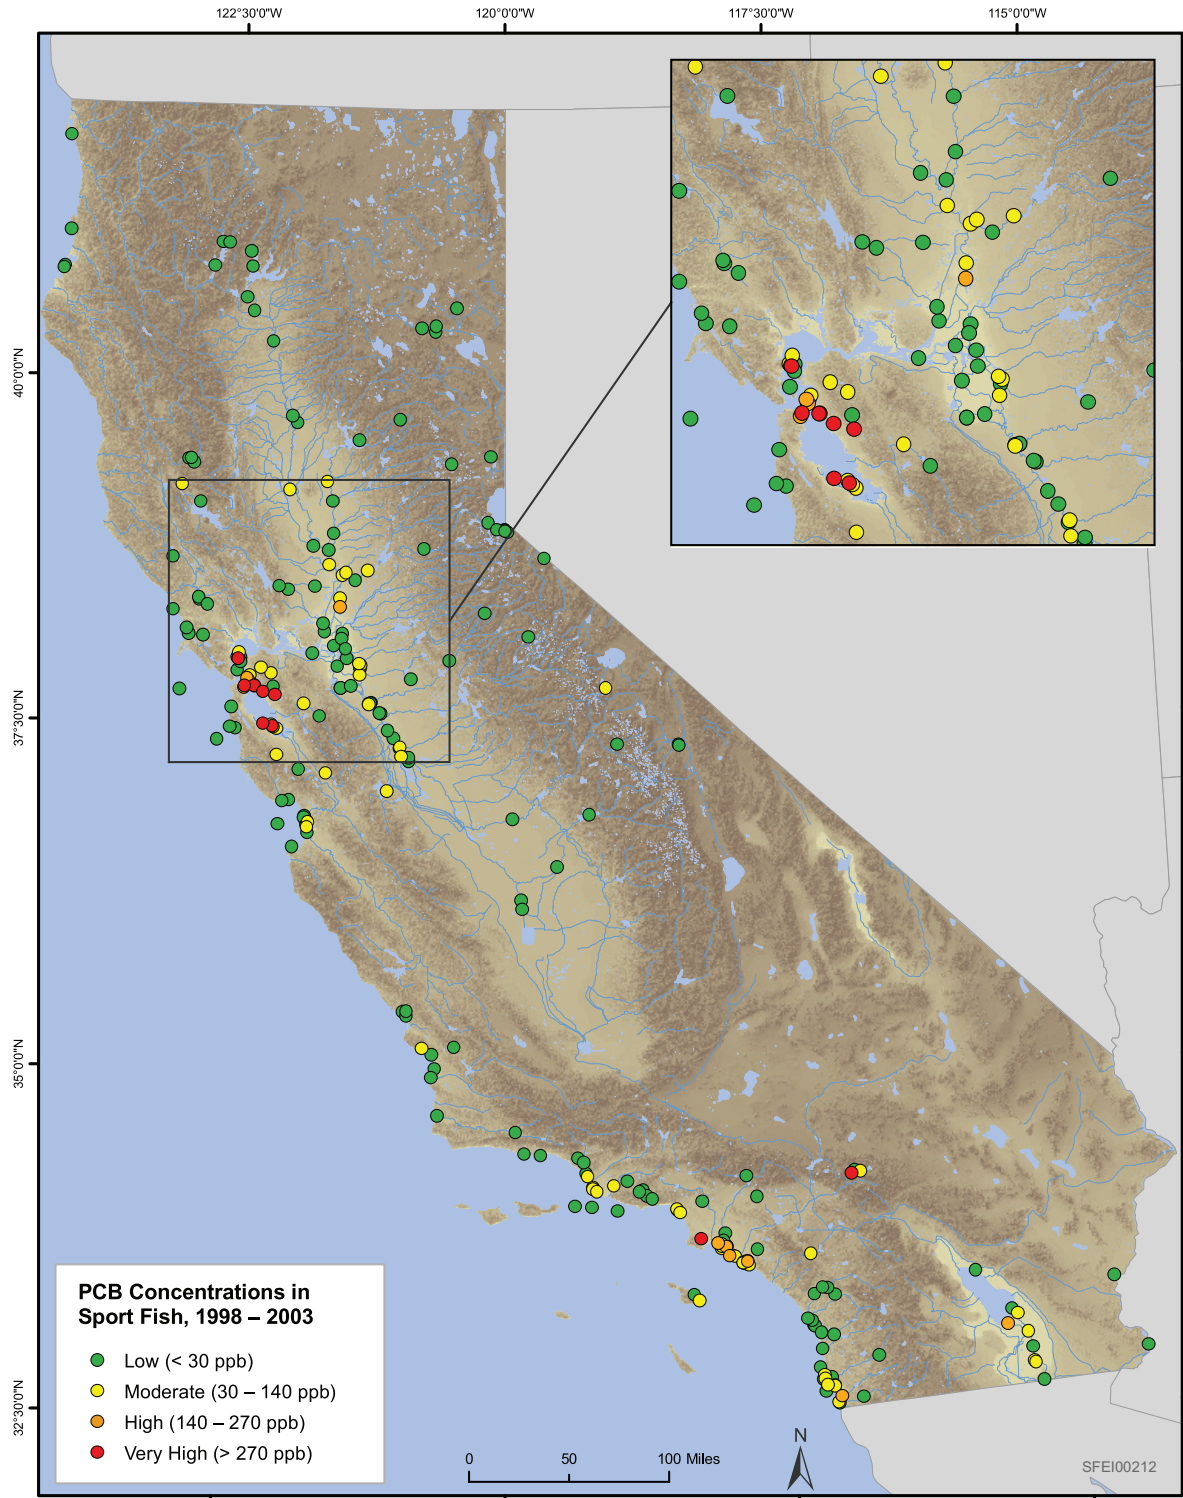 122°30'0"W
120°0'0"W
117°30'0"W
115°0'0"W
40°0'0"N
37°30'0"N
35°0'0"N
32°30'0"N
PCB Concentrations in
Sport Fish, 1998 – 2003
Low (< 30 ppb)
Moderate (30 – 140 ppb)
High (140 – 270 ppb)
Very High (> 270 ppb)
0 50 100 Miles
N
SFEI00212